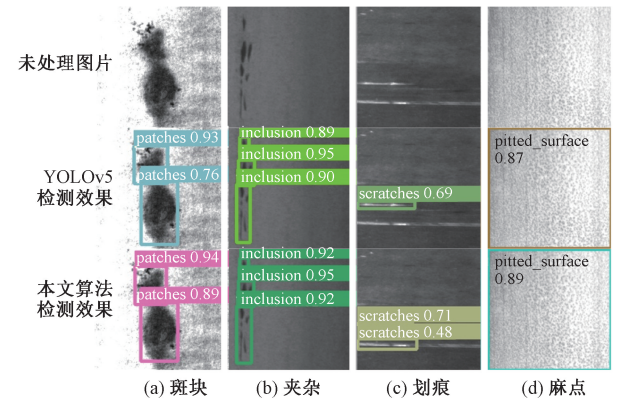 未处理图片
YOLOv5
检测效果
patches 0.93
patches 0.76
inclusion 0.89
inclusion 0.95
inclusion 0.90
scratches 0.69
pitted_surface
0.87
本文算法
检测效果
patches 0.94
patches 0.89
inclusion 0.92
inclusion 0.95
inclusion 0.92
scratches 0.71
scratches 0.48
pitted_surface
0.89
(a) 斑块
(b) 夹杂
(c) 划痕
(d) 麻点